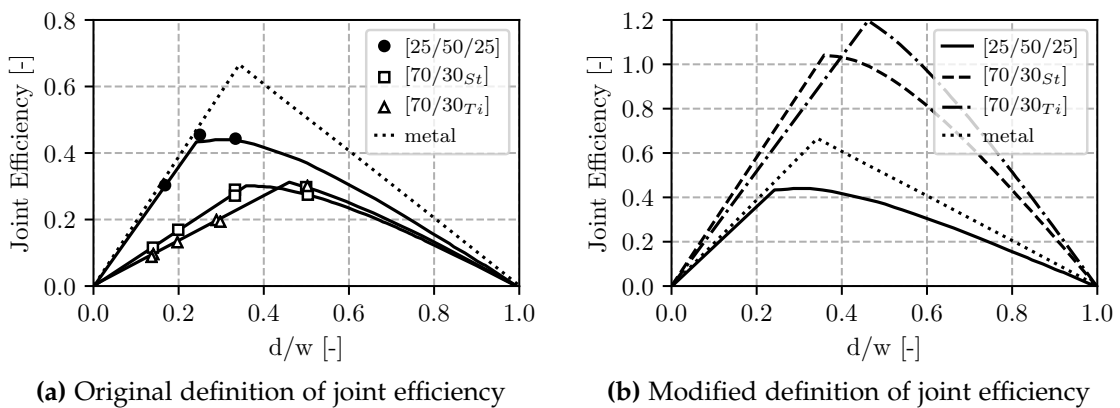 0.8
0.6
0.4
0.2
0.0
Joint Efficiency [-]
[25/50/25]
[70/30St]
[70/30Ti]
metal
0.0 0.2 0.4 0.6 0.8 1.0
d/w [-]
(a) Original definition of joint efficiency
1.2
1.0
0.8
0.6
0.4
0.2
0.0
Joint Efficiency [-]
[25/50/25]
[70/30St]
[70/30Ti]
metal
0.0 0.2 0.4 0.6 0.8 1.0
d/w [-]
(b) Modified definition of joint efficiency